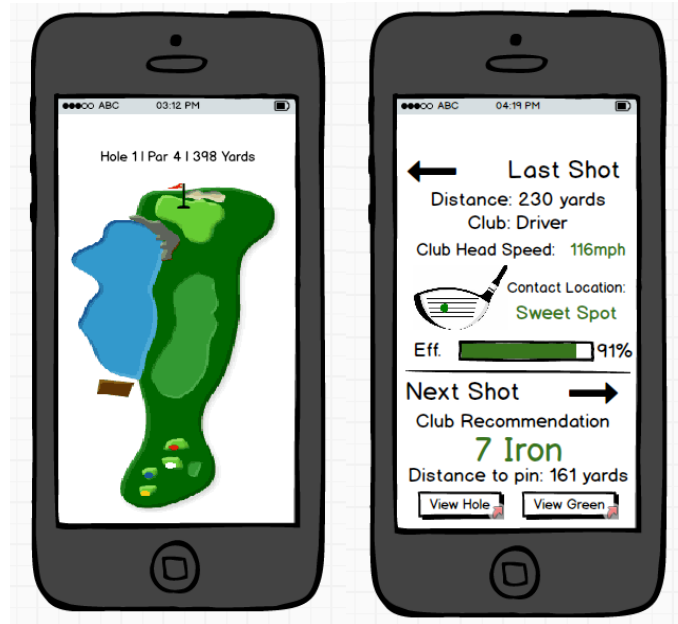 ABC 03:12 PM
Hole 1 | Par 4 | 398 Yards
ABC 04:19 PM
Last Shot
Distance: 230 yards
Club: Driver
Club Head Speed: 116mph
Contact Location:
Sweet Spot
Eff. 91%
Next Shot
Club Recommendation
7 Iron
Distance to pin: 161 yards
View Hole View Green